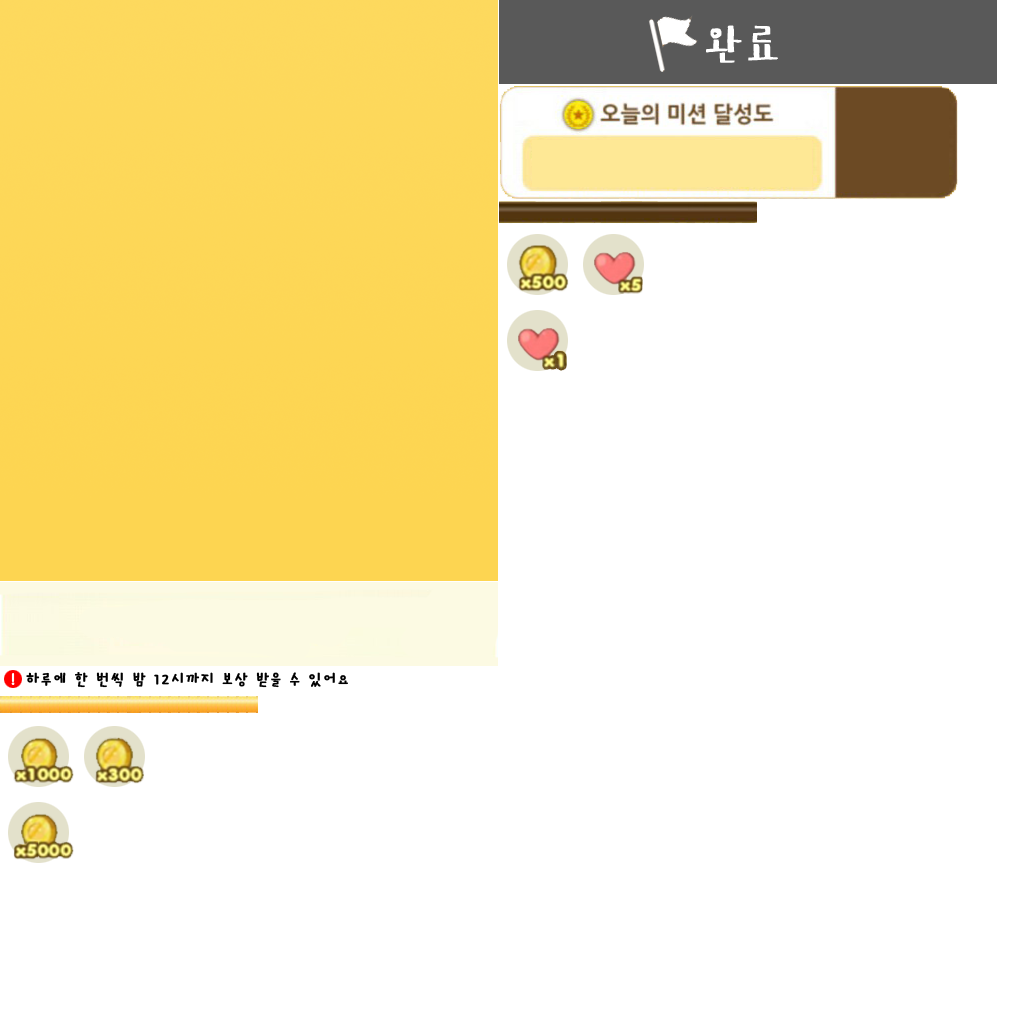 완료
오늘의 미션 달성도
x500
x5
x1
! 하루에 한 번씩 밤 12시까지 보상 받을 수 있어요
x1000
x300
x5000